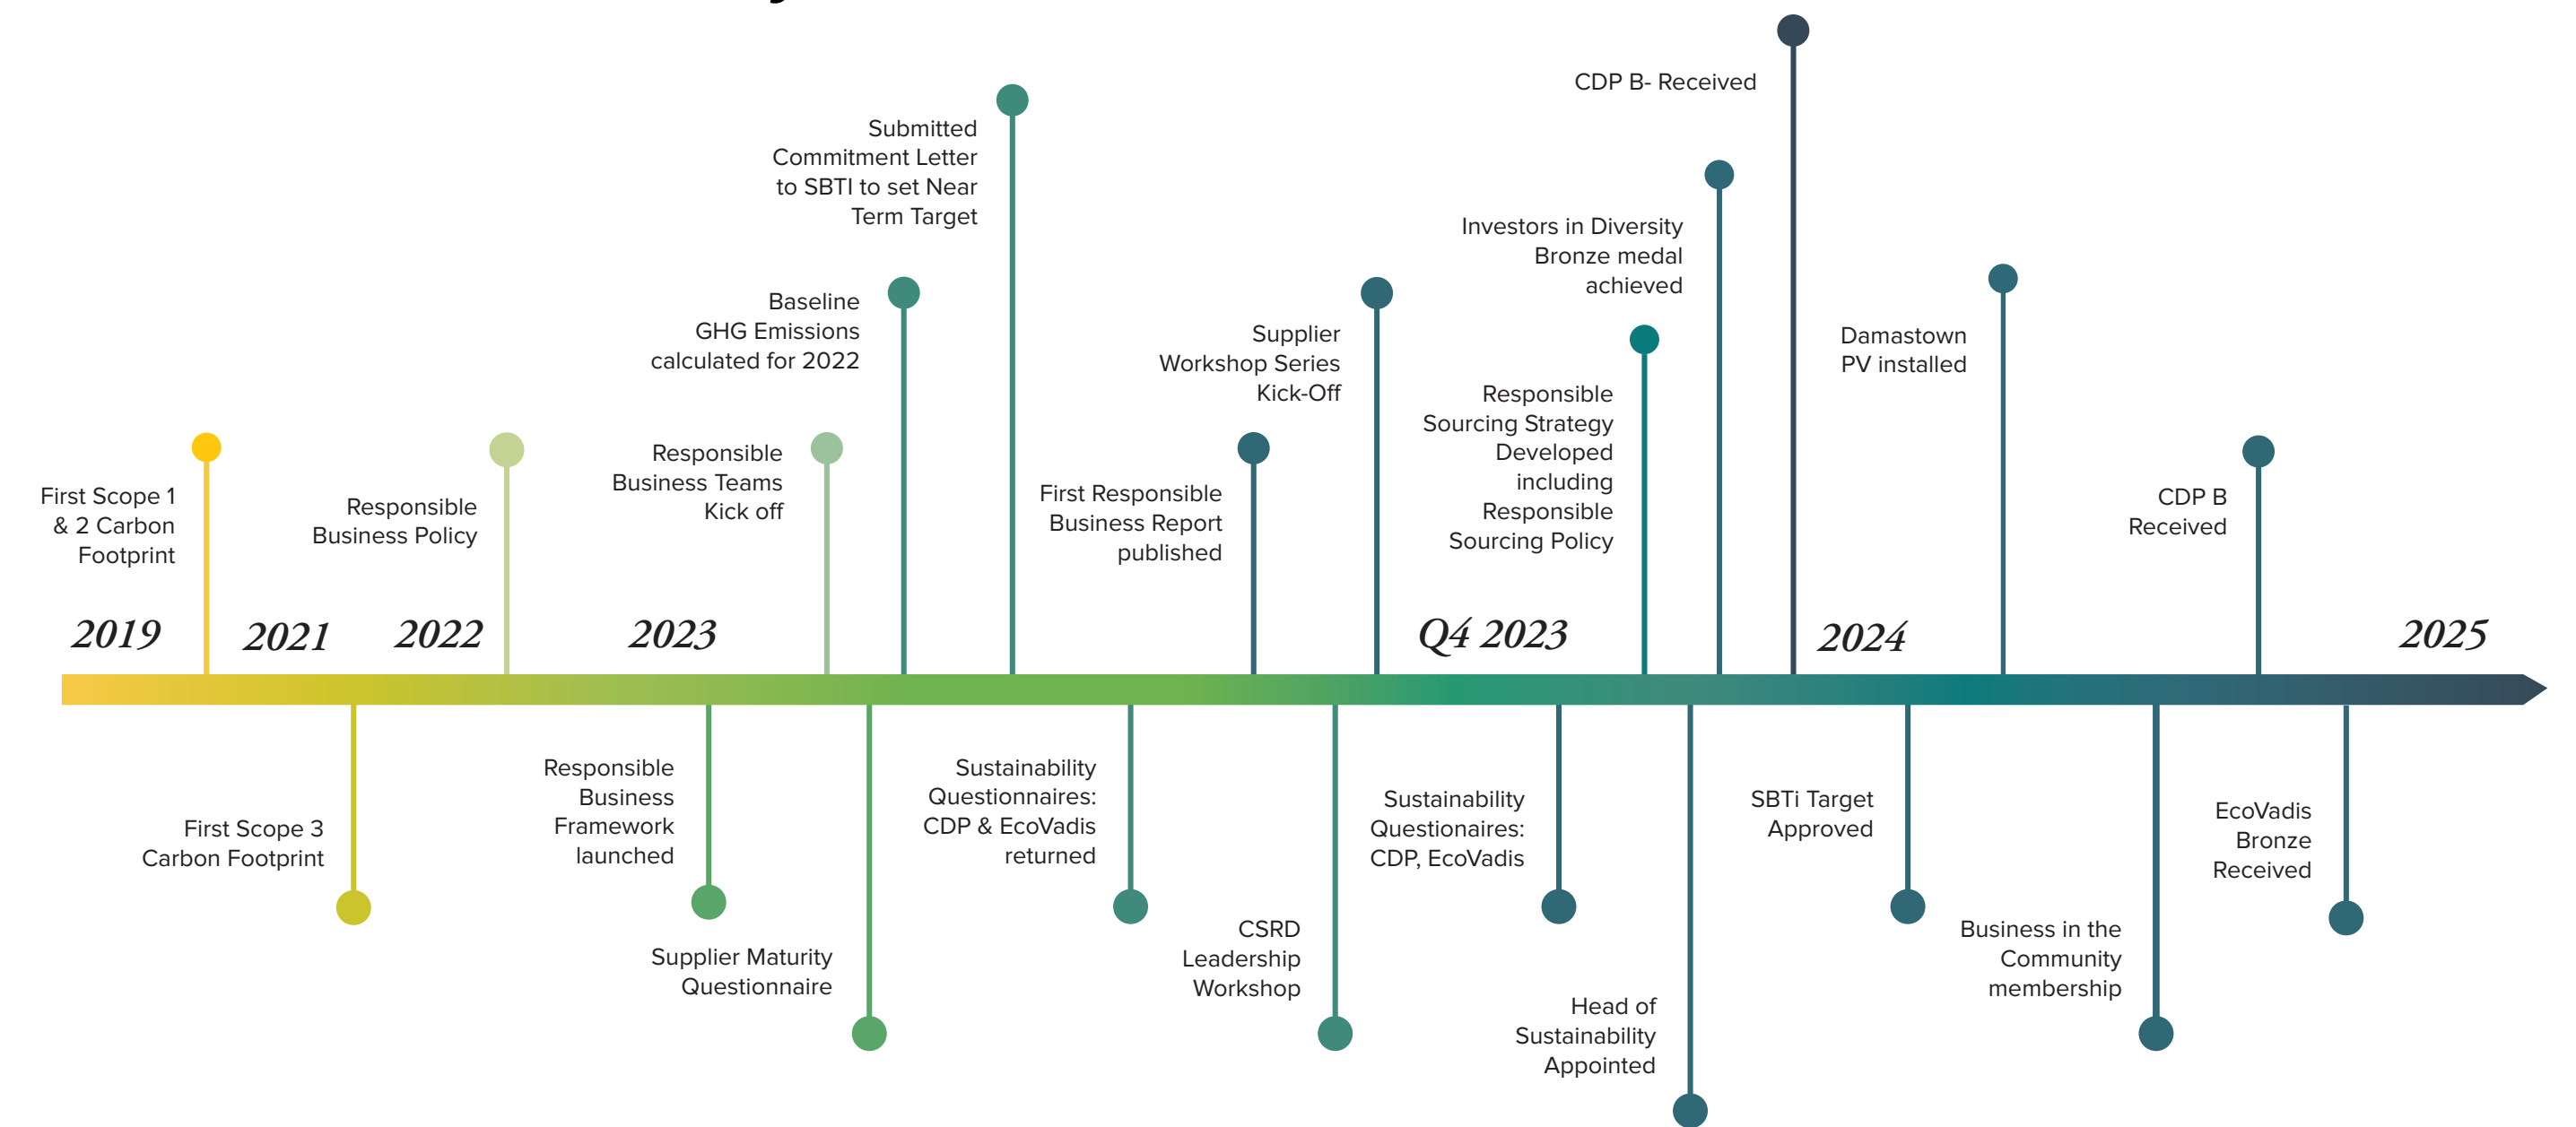 CDP B- Received
Submitted
Commitment Letter
to SBTI to set Near
Term Target
Investors in Diversity
Bronze medal
achieved
Baseline
GHG Emissions
calculated for 2022
Supplier
Workshop Series
Kick-Off
Damastown
PV installed
Responsible
Sourcing Strategy
Developed
including
Responsible
Sourcing Policy
First Scope 1
& 2 Carbon
Footprint
Responsible
Business Policy
Responsible
Business Teams
Kick off
First Responsible
Business Report
published
CDP B
Received
2019
2021
2022
2023
Q4 2023
2024
2025
First Scope 3
Carbon Footprint
Responsible
Business
Framework
launched
Supplier Maturity
Questionnaire
Sustainability
Questionnaires:
CDP & EcoVadis
returned
CSRD
Leadership
Workshop
Sustainability
Questionaires:
CDP, EcoVadis
Head of
Sustainability
Appointed
SBTi Target
Approved
Business in the
Community
membership
EcoVadis
Bronze
Received